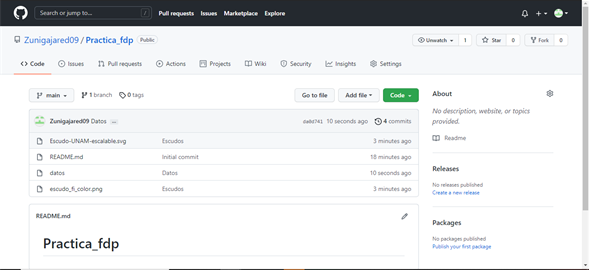 Search or jump to... /
Pull requests Issues Marketplace Explore
Zunigajared09 / Practica_fdp Public
Unwatch 1 Star 0 Fork 0
Code Issues Pull requests Actions Projects Wiki Security Insights Settings
main 1 branch 0 tags Go to file Add file Code
Zunigajared09 Datos ... 10 seconds ago 4 commits
Escudo-UNAM-escalable.svg Escudos 3 minutes ago
README.md Initial commit 18 minutes ago
datos Datos 10 seconds ago
escudo_fi_color.png Escudos 3 minutes ago
README.md
Practica_fdp
About
No description, website, or topics
provided.
Readme
Releases
No releases published
Create a new release
Packages
No packages published
Publish your first package